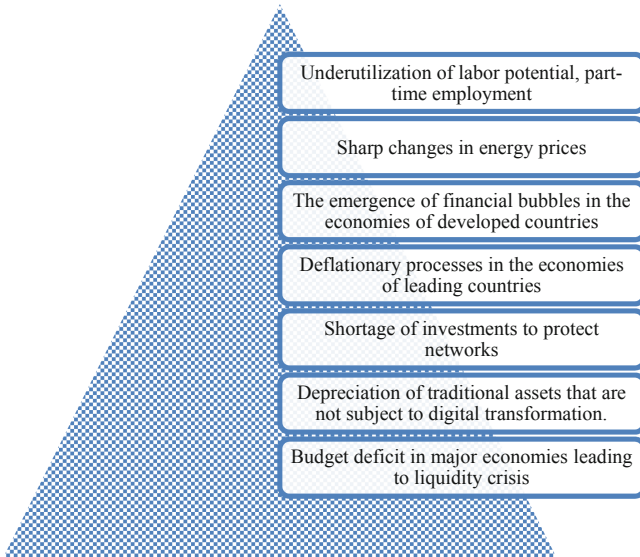 Underutilization of labor potential, part-
time employment
Sharp changes in energy prices
The emergence of financial bubbles in the
economies of developed countries
Deflationary processes in the economies
of leading countries
Shortage of investments to protect
networks
Depreciation of traditional assets that are
not subject to digital transformation.
Budget deficit in major economies leading
to liquidity crisis